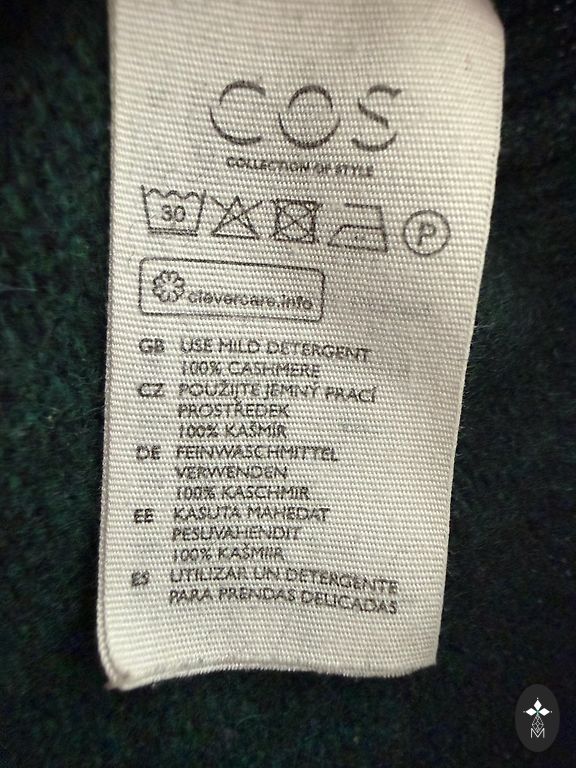 COS
COLLECTION OF STYLE
30 P
clevercare.info
GB USE MILD DETERGENT
100% CASHMERE
CZ POUŽIJTE JEMNÝ PRACÍ
PROSTŘEDEK
100% KAŠMÍR
DE FEINWASCHMITTEL
VERWENDEN
100% KASCHMIR
EE KASUTA MAHEDAT
PESUVAHENDIT
100% KAŠMIIR
ES UTILIZAR UN DETERGENTE
PARA PRENDAS DELICADAS
M